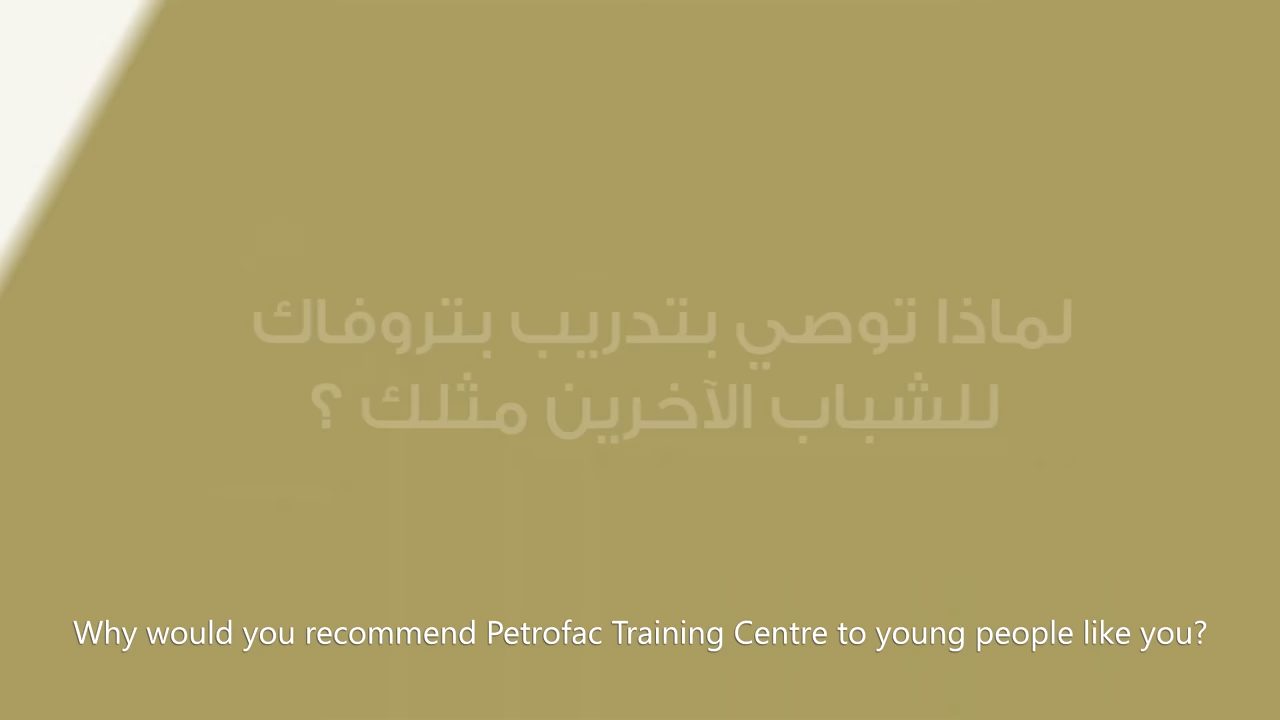 لماذا توصي بتدريب بتروفاك
للشباب الآخرين مثلك ؟
Why would you recommend Petrofac Training Centre to young people like you?